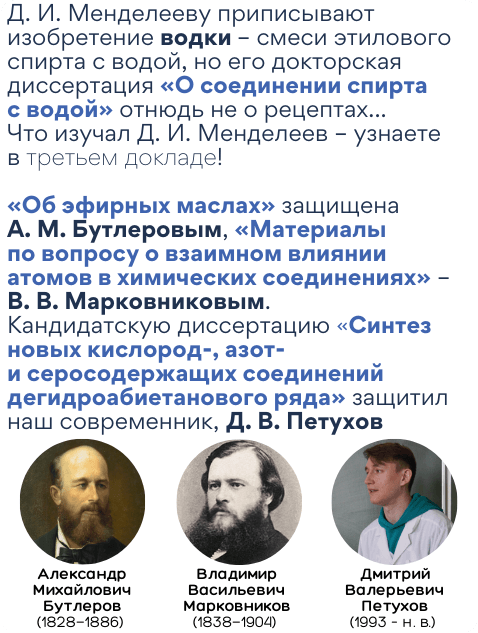 Д. И. Менделееву приписывают
изобретение водки – смеси этилового
спирта с водой, но его докторская
диссертация «О соединении спирта
с водой» отнюдь не о рецептах...
Что изучал Д. И. Менделеев – узнаете
в третьем докладе!
«Об эфирных маслах» защищена
А. М. Бутлеровым, «Материалы
по вопросу о взаимном влиянии
атомов в химических соединениях» –
В. В. Марковниковым.
Кандидатскую диссертацию «Синтез
новых кислород-, азот-
и серосодержащих соединений
дегидроабиетанового ряда» защитил
наш современник, Д. В. Петухов
Александр
Михайлович
Бутлеров
(1828–1886)
Владимир
Васильевич
Марковников
(1838–1904)
Дмитрий
Валерьевич
Петухов
(1993 - н. в.)